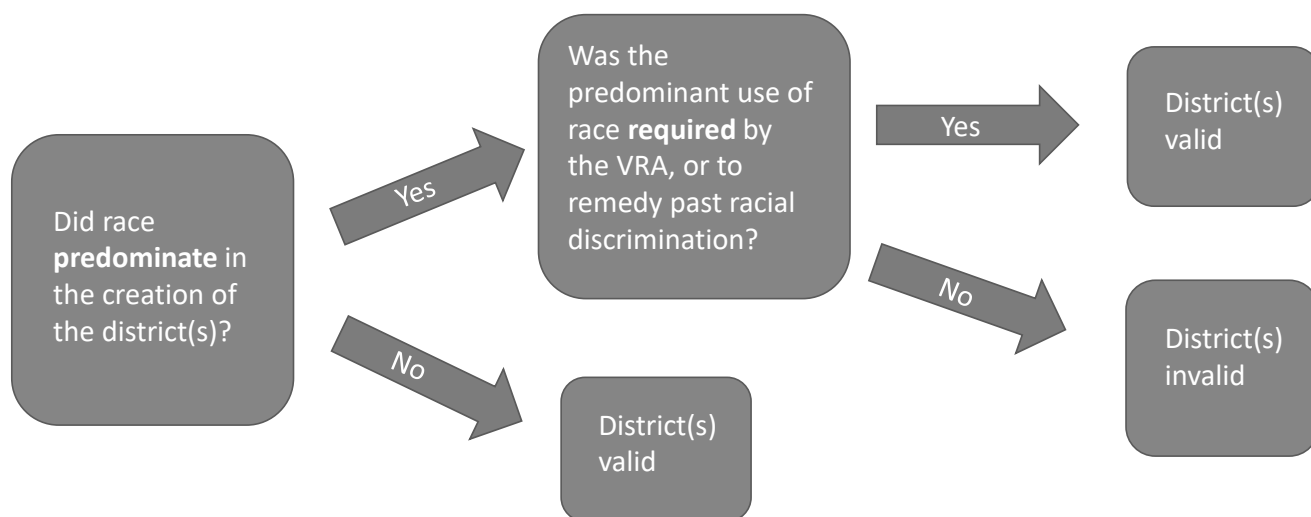 Did race
predominate in
the creation of
the district(s)?
Yes
No
Was the
predominant use of
race required by
the VRA, or to
remedy past racial
discrimination?
District(s)
valid
Yes
No
District(s)
valid
District(s)
invalid